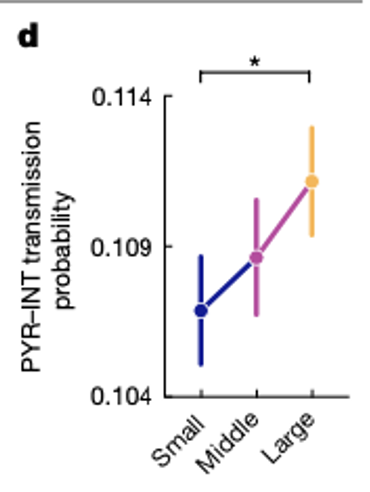 d
*
0.114
0.109
0.104
PYR–INT transmission
probability
Small
Middle
Large